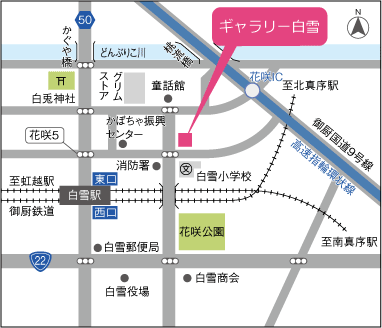 50
ギャラリー白雪
N
かぐや橋
どんぶりこ川
桃流橋
花咲IC
白兎神社
グリム
ストア
童話館
至北真序駅
御厨国道9号線
高速指輪環状線
かぼちゃ振興
センター
花咲5
消防署
文
白雪小学校
至虹越駅
東口
白雪駅
御厨鉄道
西口
花咲公園
白雪郵便局
至南真序駅
22
白雪役場
白雪商会